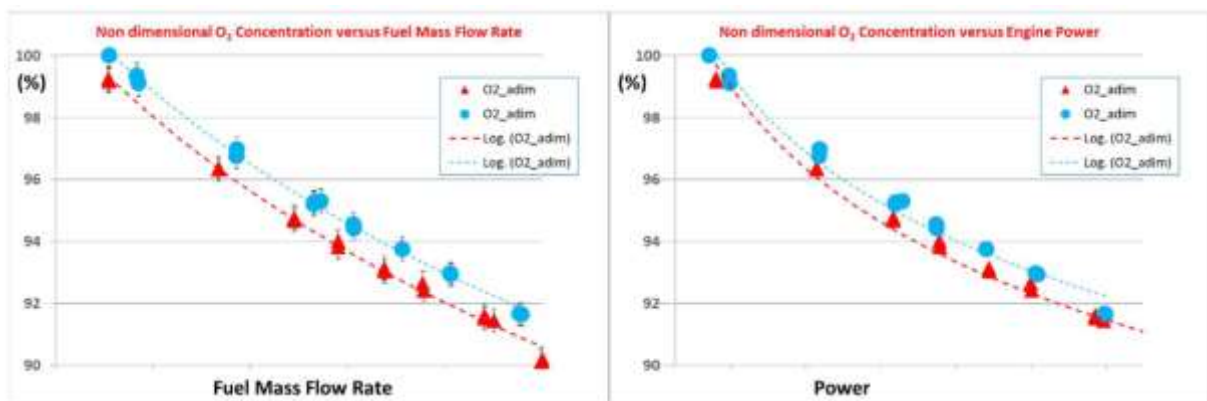 Non dimensional O₂ Concentration versus Fuel Mass Flow Rate
100
(%)
98
96
94
92
90
O2_adim
O2_adim
Log. (O2_adim)
Log. (O2_adim)
Fuel Mass Flow Rate
Non dimensional O₂ Concentration versus Engine Power
100
(%)
98
96
94
92
90
O2_adim
O2_adim
Log. (O2_adim)
Log. (O2_adim)
Power